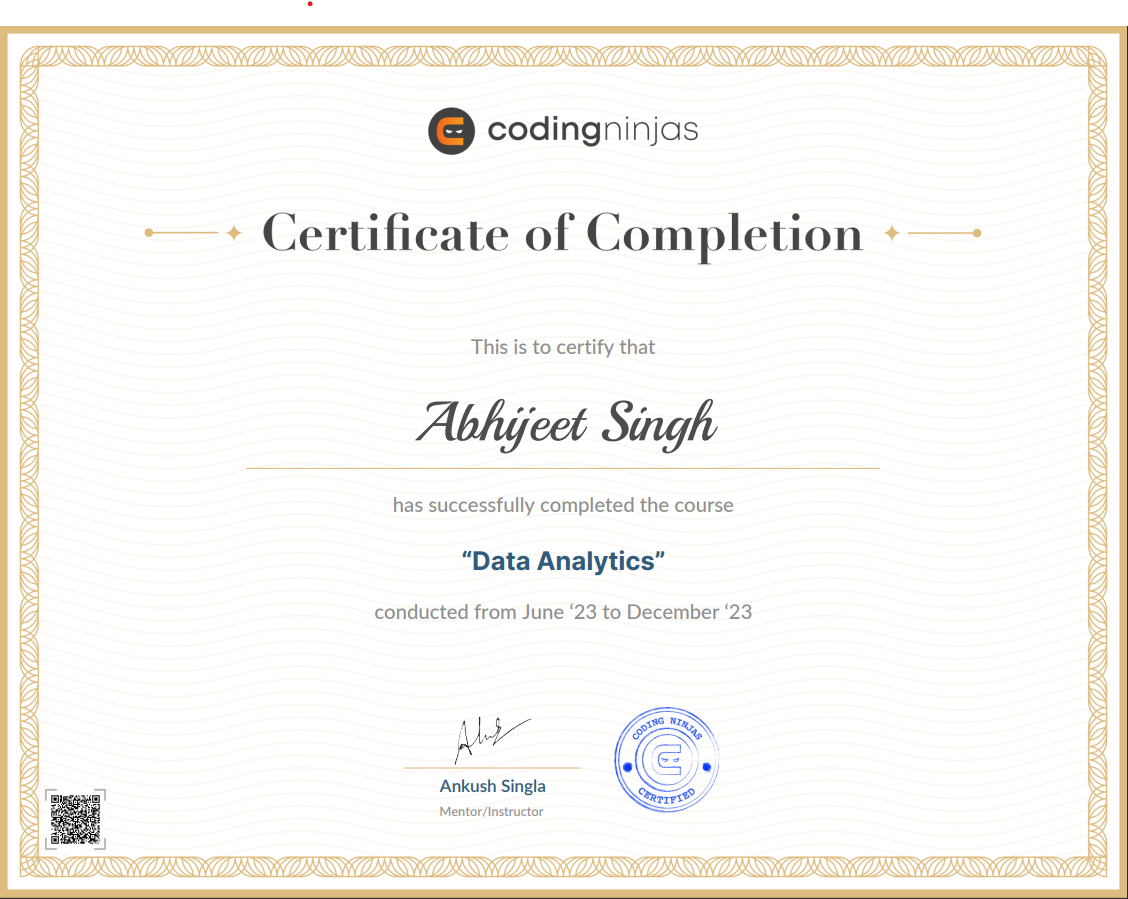 codingninjas
Certificate of Completion
This is to certify that
Abhijeet Singh
has successfully completed the course
“Data Analytics”
conducted from June ‘23 to December ‘23
Ankush Singla
Mentor/Instructor
CODING NINJAS
CERTIFIED